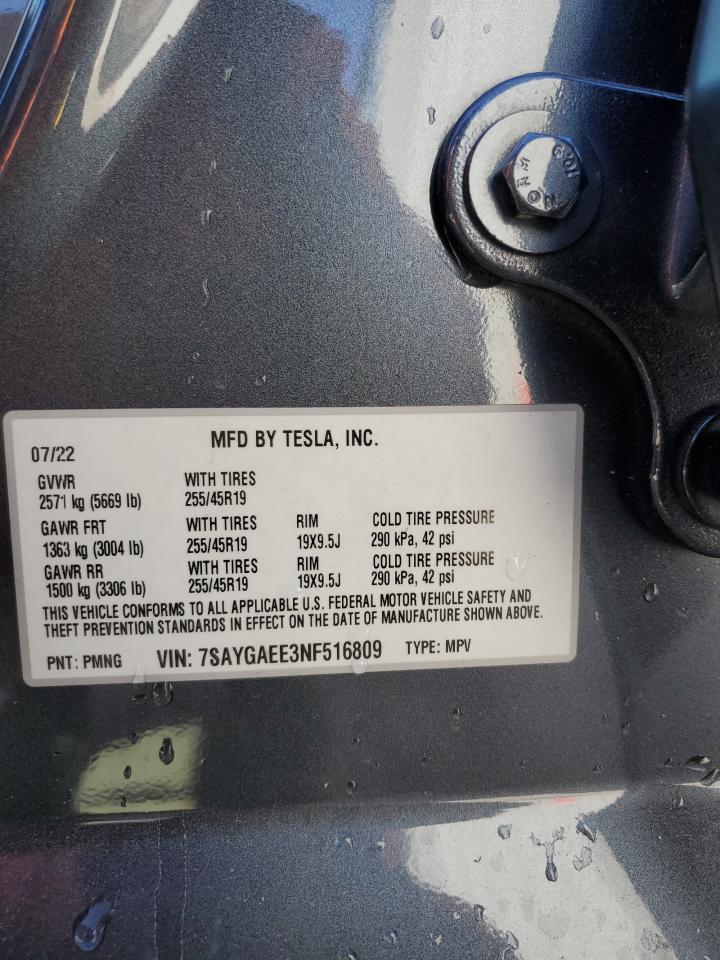 10.9
MFD BY TESLA, INC.
07/22
GVWR WITH TIRES
2571 kg (5669 lb) 255/45R19
GAWR FRT WITH TIRES RIM COLD TIRE PRESSURE
1363 kg (3004 lb) 255/45R19 19X9.5J 290 kPa, 42 psi
GAWR RR WITH TIRES RIM COLD TIRE PRESSURE
1500 kg (3306 lb) 255/45R19 19X9.5J 290 kPa, 42 psi
THIS VEHICLE CONFORMS TO ALL APPLICABLE U.S. FEDERAL MOTOR VEHICLE SAFETY AND
THEFT PREVENTION STANDARDS IN EFFECT ON THE DATE OF MANUFACTURE SHOWN ABOVE.
PNT: PMNG VIN: 7SAYGAEE3NF516809 TYPE: MPV